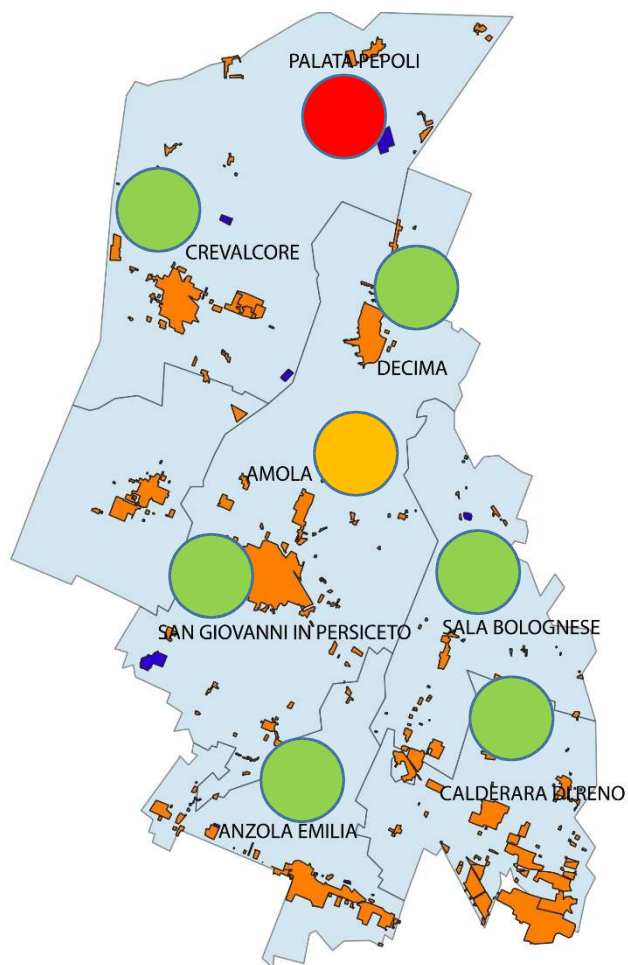 PALATA PEPOLI
CREVALCORE
DECIMA
AMOLA
SAN GIOVANNI IN PERSICETO
SALA BOLOGNESE
CALDERARA DI RENO
ANZOLA EMILIA